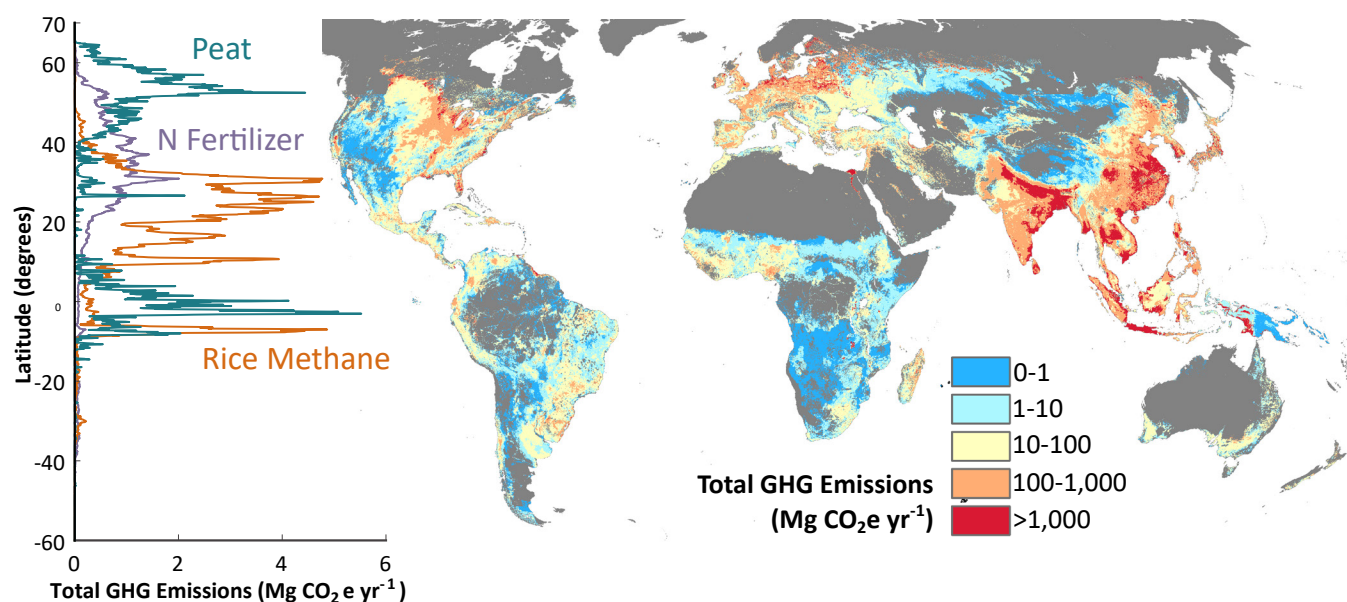 70
60
40
20
0
-20
-40
-60
Latitude (degrees)
Peat
N Fertilizer
Rice Methane
0
2
4
6
Total GHG Emissions (Mg CO₂ e yr⁻¹ )
Total GHG Emissions
(Mg CO₂e yr⁻¹)
0-1
1-10
10-100
100-1,000
>1,000